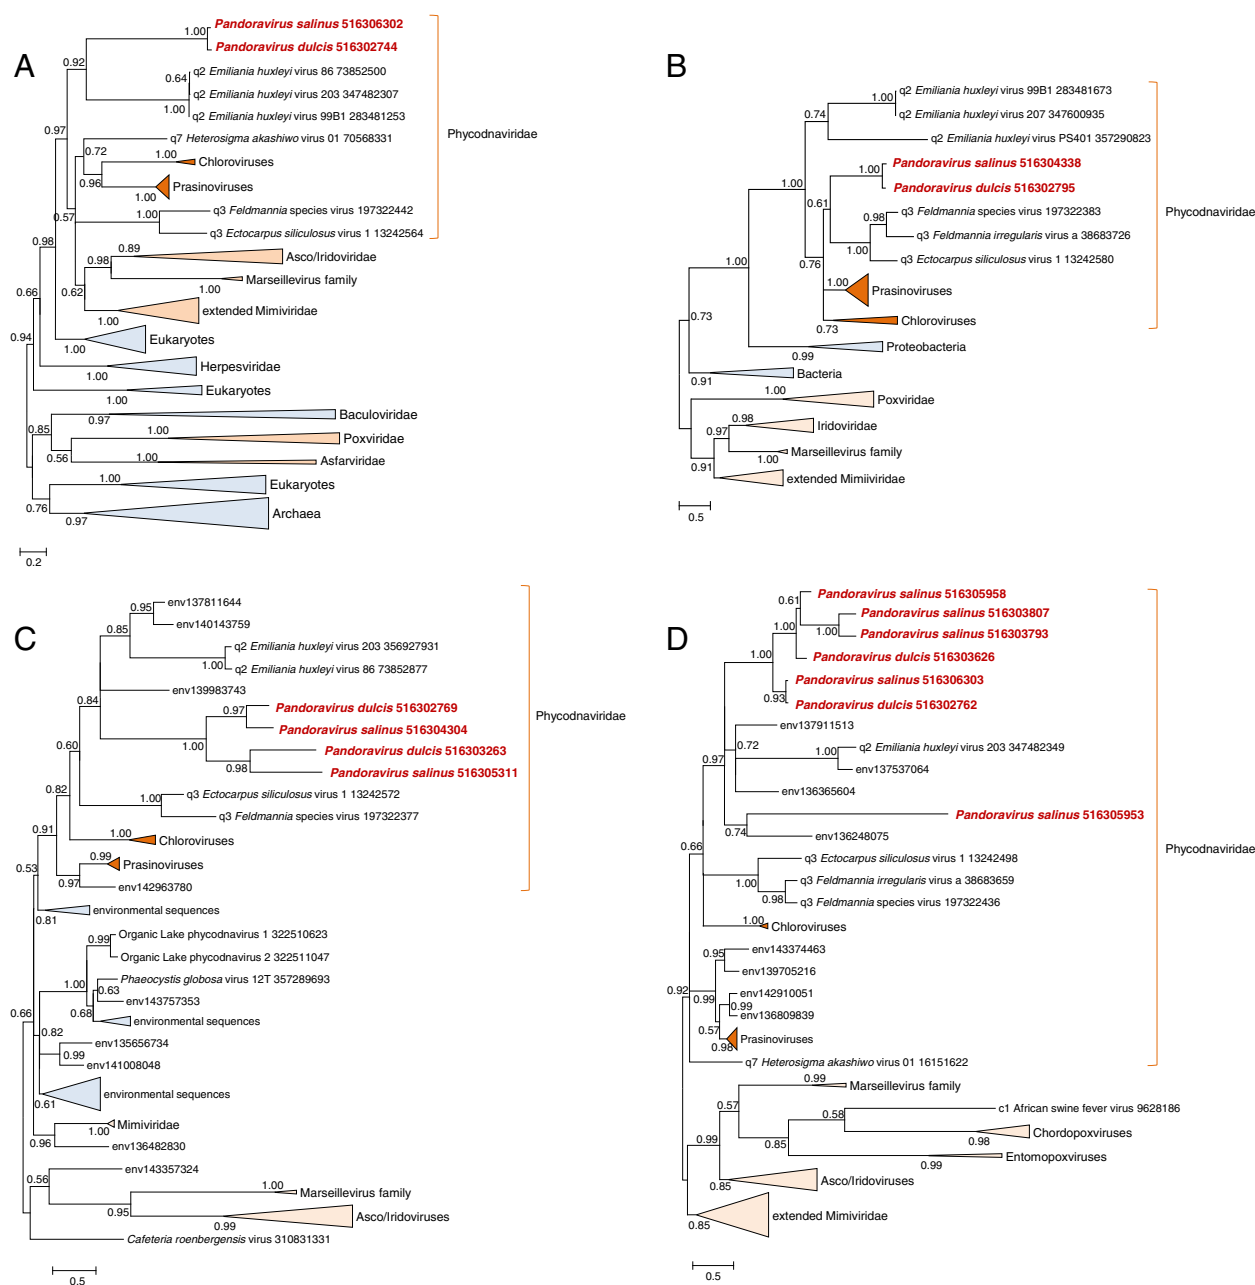 A
1.00
Pandoravirus salinus 516306302
Pandoravirus dulcis 516302744
0.92
0.64
q2 Emiliania huxleyi virus 86 73852500
q2 Emiliania huxleyi virus 203 347482307
1.00
q2 Emiliania huxleyi virus 99B1 283481253
Phycodnaviridae
0.97
q7 Heterosigma akashiwo virus 01 70568331
0.72
1.00
Chloroviruses
0.96
Prasinoviruses
1.00
0.57
1.00
q3 Feldmannia species virus 197322442
q3 Ectocarpus siliculosus virus 1 13242564
0.98
0.89
Asco/Iridoviridae
0.98
Marseillevirus family
1.00
0.62
extended Mimiviridae
1.00
0.66
Eukaryotes
1.00
0.94
Herpesviridae
1.00
Eukaryotes
1.00
Baculoviridae
0.97
0.85
1.00
Poxviridae
0.56
1.00
Asfarviridae
1.00
Eukaryotes
0.76
0.97
Archaea
0.2
B
1.00
q2 Emiliania huxleyi virus 99B1 283481673
q2 Emiliania huxleyi virus 207 347600935
0.74
q2 Emiliania huxleyi virus PS401 357290823
1.00
1.00
Pandoravirus salinus 516304338
Pandoravirus dulcis 516302795
0.61
0.98
q3 Feldmannia species virus 197322383
q3 Feldmannia irregularis virus a 38683726
1.00
q3 Ectocarpus siliculosus virus 1 13242580
Phycodnaviridae
1.00
0.76
1.00
Prasinoviruses
0.73
Chloroviruses
0.73
0.99
Proteobacteria
0.91
Bacteria
1.00
Poxviridae
0.98
Iridoviridae
0.97
Marseillevirus family
1.00
0.91
extended Mimiiviridae
0.5
C
0.95
env137811644
env140143759
0.85
q2 Emiliania huxleyi virus 203 356927931
1.00
q2 Emiliania huxleyi virus 86 73852877
env139983743
0.84
0.97
Pandoravirus dulcis 516302769
Pandoravirus salinus 516304304
1.00
Pandoravirus dulcis 516303263
0.98
Pandoravirus salinus 516305311
Phycodnaviridae
0.60
0.82
1.00
q3 Ectocarpus siliculosus virus 1 13242572
q3 Feldmannia species virus 197322377
0.91
1.00
Chloroviruses
0.99
Prasinoviruses
0.97
env142963780
0.53
0.81
environmental sequences
0.99
Organic Lake phycodnavirus 1 322510623
Organic Lake phycodnavirus 2 322511047
1.00
Phaeocystis globosa virus 12T 357289693
0.63
env143757353
0.68
environmental sequences
0.66
0.82
env135656734
0.99
env141008048
0.61
environmental sequences
Mimiviridae
1.00
0.96
env136482830
env143357324
0.56
1.00
Marseillevirus family
0.95
0.99
Asco/Iridoviruses
Cafeteria roenbergensis virus 310831331
0.5
D
0.61
Pandoravirus salinus 516305958
Pandoravirus salinus 516303807
1.00
1.00
Pandoravirus salinus 516303793
1.00
Pandoravirus dulcis 516303626
Pandoravirus salinus 516306303
0.93
Pandoravirus dulcis 516302762
env137911513
0.72
1.00
q2 Emiliania huxleyi virus 203 347482349
env137537064
0.97
env136365604
Pandoravirus salinus 516305953
0.74
env136248075
Phycodnaviridae
0.66
q3 Ectocarpus siliculosus virus 1 13242498
1.00
q3 Feldmannia irregularis virus a 38683659
0.98
q3 Feldmannia species virus 197322436
1.00
Chloroviruses
0.95
env143374463
env139705216
0.92
0.99
env142910051
0.99
env136809839
0.57
0.98
Prasinoviruses
q7 Heterosigma akashiwo virus 01 16151622
0.99
Marseillevirus family
0.57
0.58
c1 African swine fever virus 9628186
0.98
Chordopoxviruses
0.99
0.85
0.99
Entomopoxviruses
0.85
Asco/Iridoviruses
0.85
extended Mimiviridae
0.5